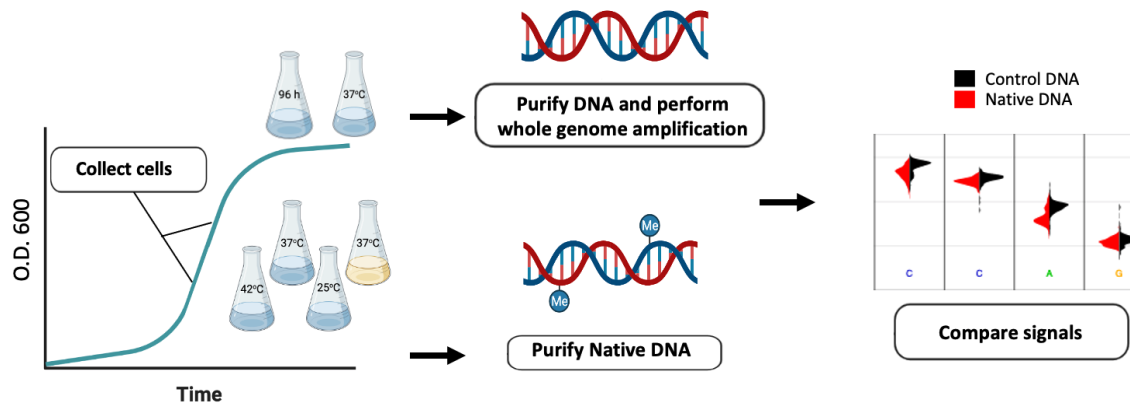 O.D. 600
Time
Collect cells
96 h
37°C
37°C
37°C
42°C
25°C
Purify DNA and perform
whole genome amplification
Me
Me
Purify Native DNA
Control DNA
Native DNA
C
C
A
G
Compare signals